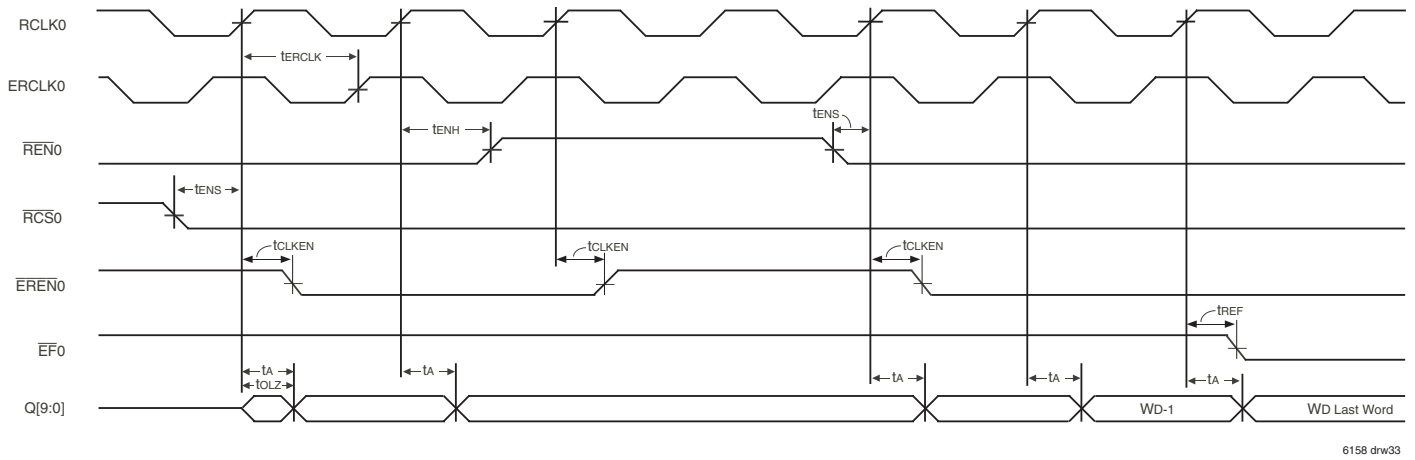 RCLK0
tERCLK
ERCLK0
tENH
tENS
REN0
tENS
RCS0
tCLKEN
tCLKEN
tCLKEN
EREN0
tREF
EF0
tA
tA
tA
tA
tA
tOLZ
Q[9:0]
WD-1
WD Last Word
6158 drw33